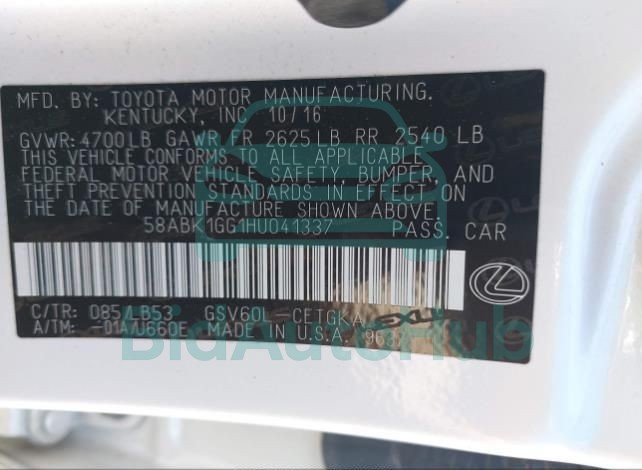 MFD. BY: TOYOTA MOTOR MANUFACTURING.
KENTUCKY, INC 10/16
GVWR: 4700LB GAWR FR 2625LB RR 2540 LB
THIS VEHICLE CONFORMS TO ALL APPLICABLE
FEDERAL MOTOR VEHICLE SAFETY, BUMPER, AND
THEFT PREVENTION STANDARDS IN EFFECT ON
THE DATE OF MANUFACTURE SHOWN ABOVE.
58ABK1GG1HU041337 PASS. CAR
C/TR: 085/LB53 GSV60L-CETGKA
A/TM: -01A/U660E MADE IN U.S.A.
BidAutoHub